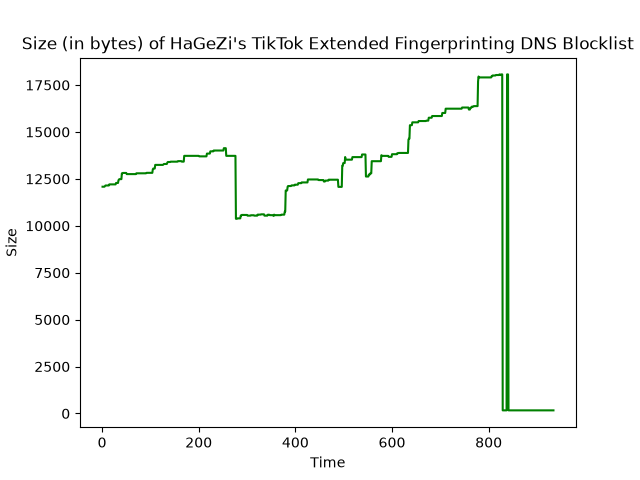 Size (in bytes) of HaGeZi's TikTok Extended Fingerprinting DNS Blocklist
17500
15000
12500
10000
7500
5000
2500
0
Size
0 200 400 600 800
Time